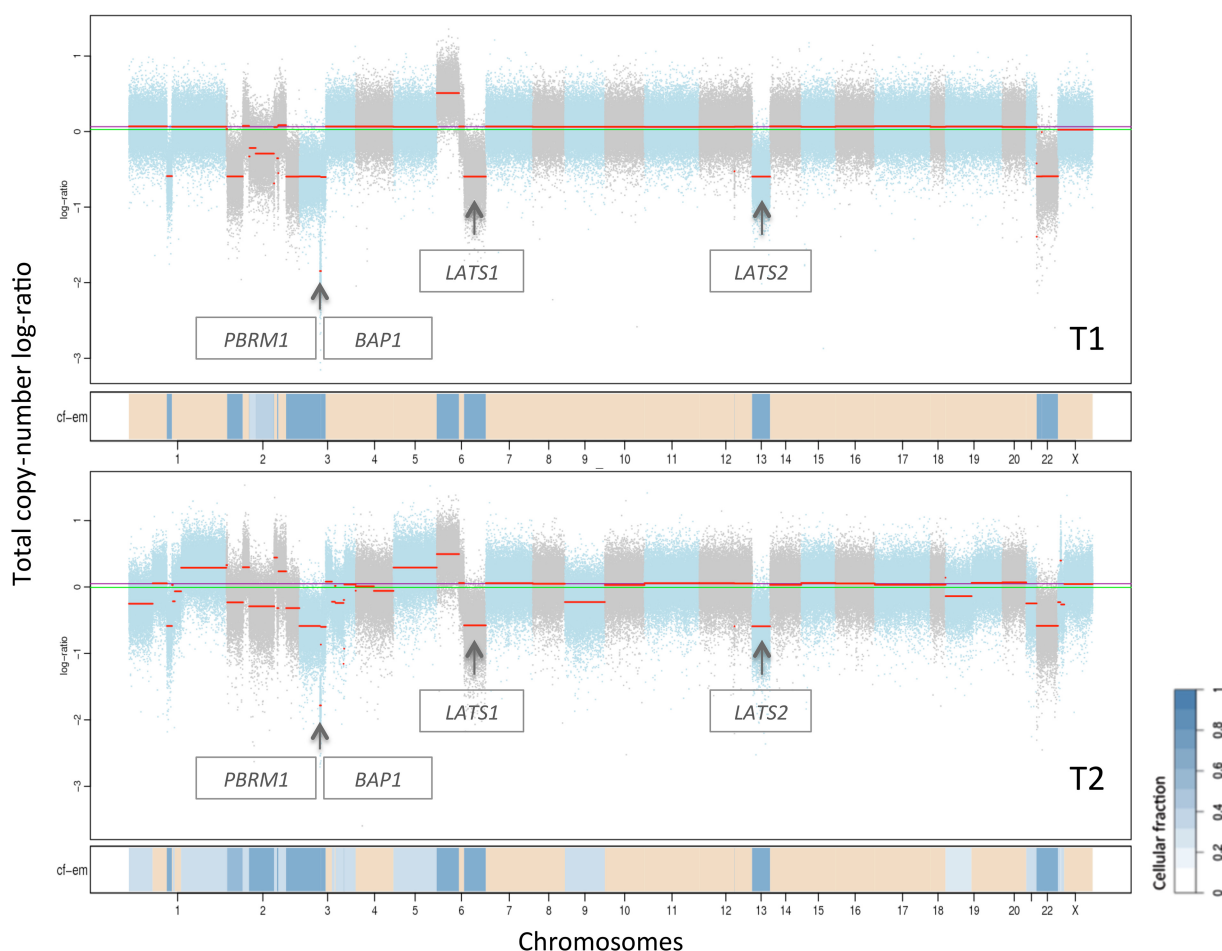 Total copy-number log-ratio
log-ratio
1
0
-1
-2
-3
LATS1
LATS2
PBRM1
BAP1
T1
cf-em
1 2 3 4 5 6 7 8 9 10 11 12 13 14 15 16 17 18 19 20 22 X
log-ratio
1
0
-1
-2
-3
LATS1
LATS2
PBRM1
BAP1
T2
cf-em
1 2 3 4 5 6 7 8 9 10 11 12 13 14 15 16 17 18 19 20 22 X
Chromosomes
Cellular fraction
1
0.8
0.6
0.4
0.2
0